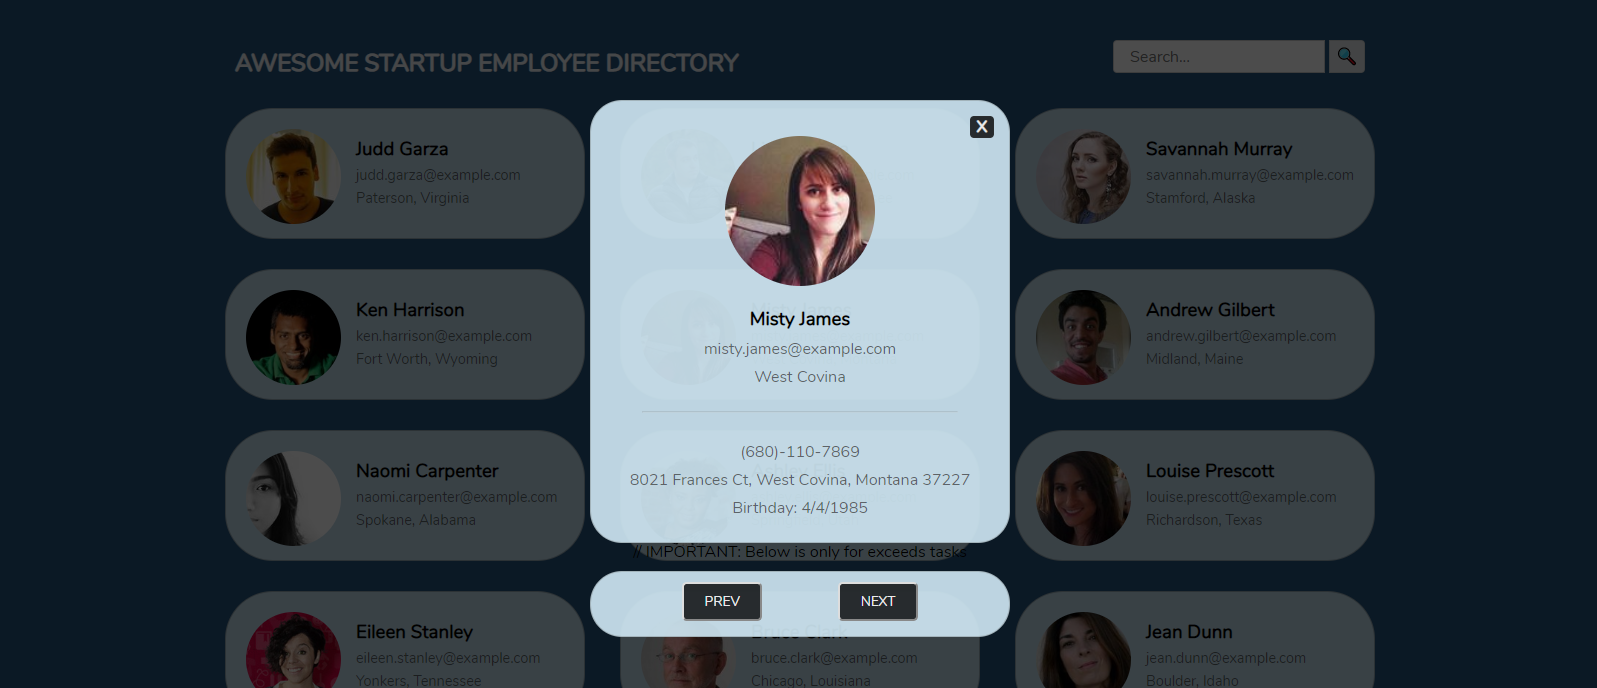 AWESOME STARTUP EMPLOYEE DIRECTORY
Search...
X
Judd Garza
judd.garza@example.com
Paterson, Virginia
Savannah Murray
savannah.murray@example.com
Stamford, Alaska
Ken Harrison
ken.harrison@example.com
Fort Worth, Wyoming
Misty James
misty.james@example.com
West Covina
Andrew Gilbert
andrew.gilbert@example.com
Midland, Maine
(680)-110-7869
8021 Frances Ct, West Covina, Montana 37227
Birthday: 4/4/1985
Naomi Carpenter
naomi.carpenter@example.com
Spokane, Alabama
Louise Prescott
louise.prescott@example.com
Richardson, Texas
// IMPORTANT: Below is only for exceeds tasks
PREV
NEXT
Eileen Stanley
eileen.stanley@example.com
Yonkers, Tennessee
Bruce Clark
bruce.clark@example.com
Chicago, Louisiana
Jean Dunn
jean.dunn@example.com
Boulder, Idaho